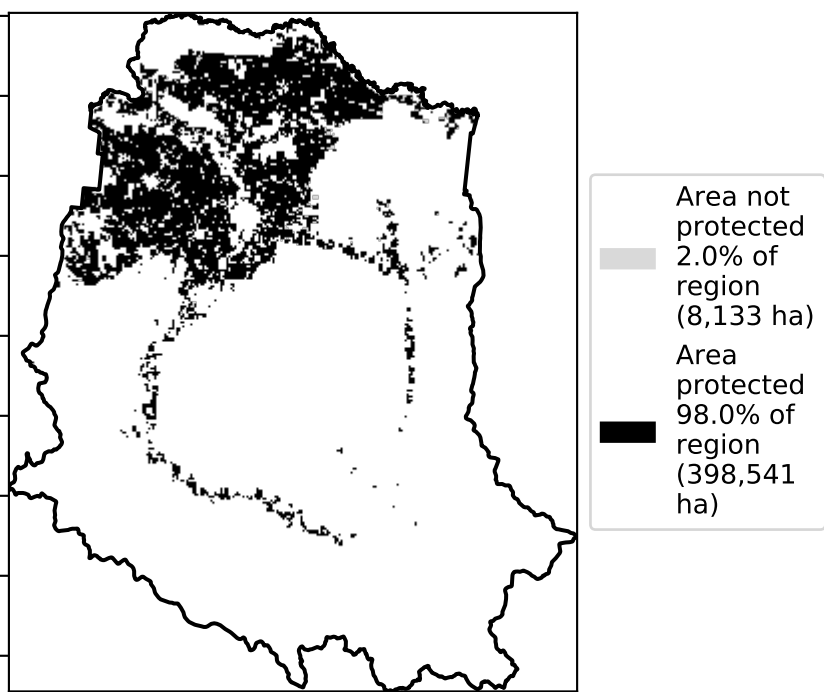 Area not
protected
2.0% of
region
(8,133 ha)
Area
protected
98.0% of
region
(398,541
ha)